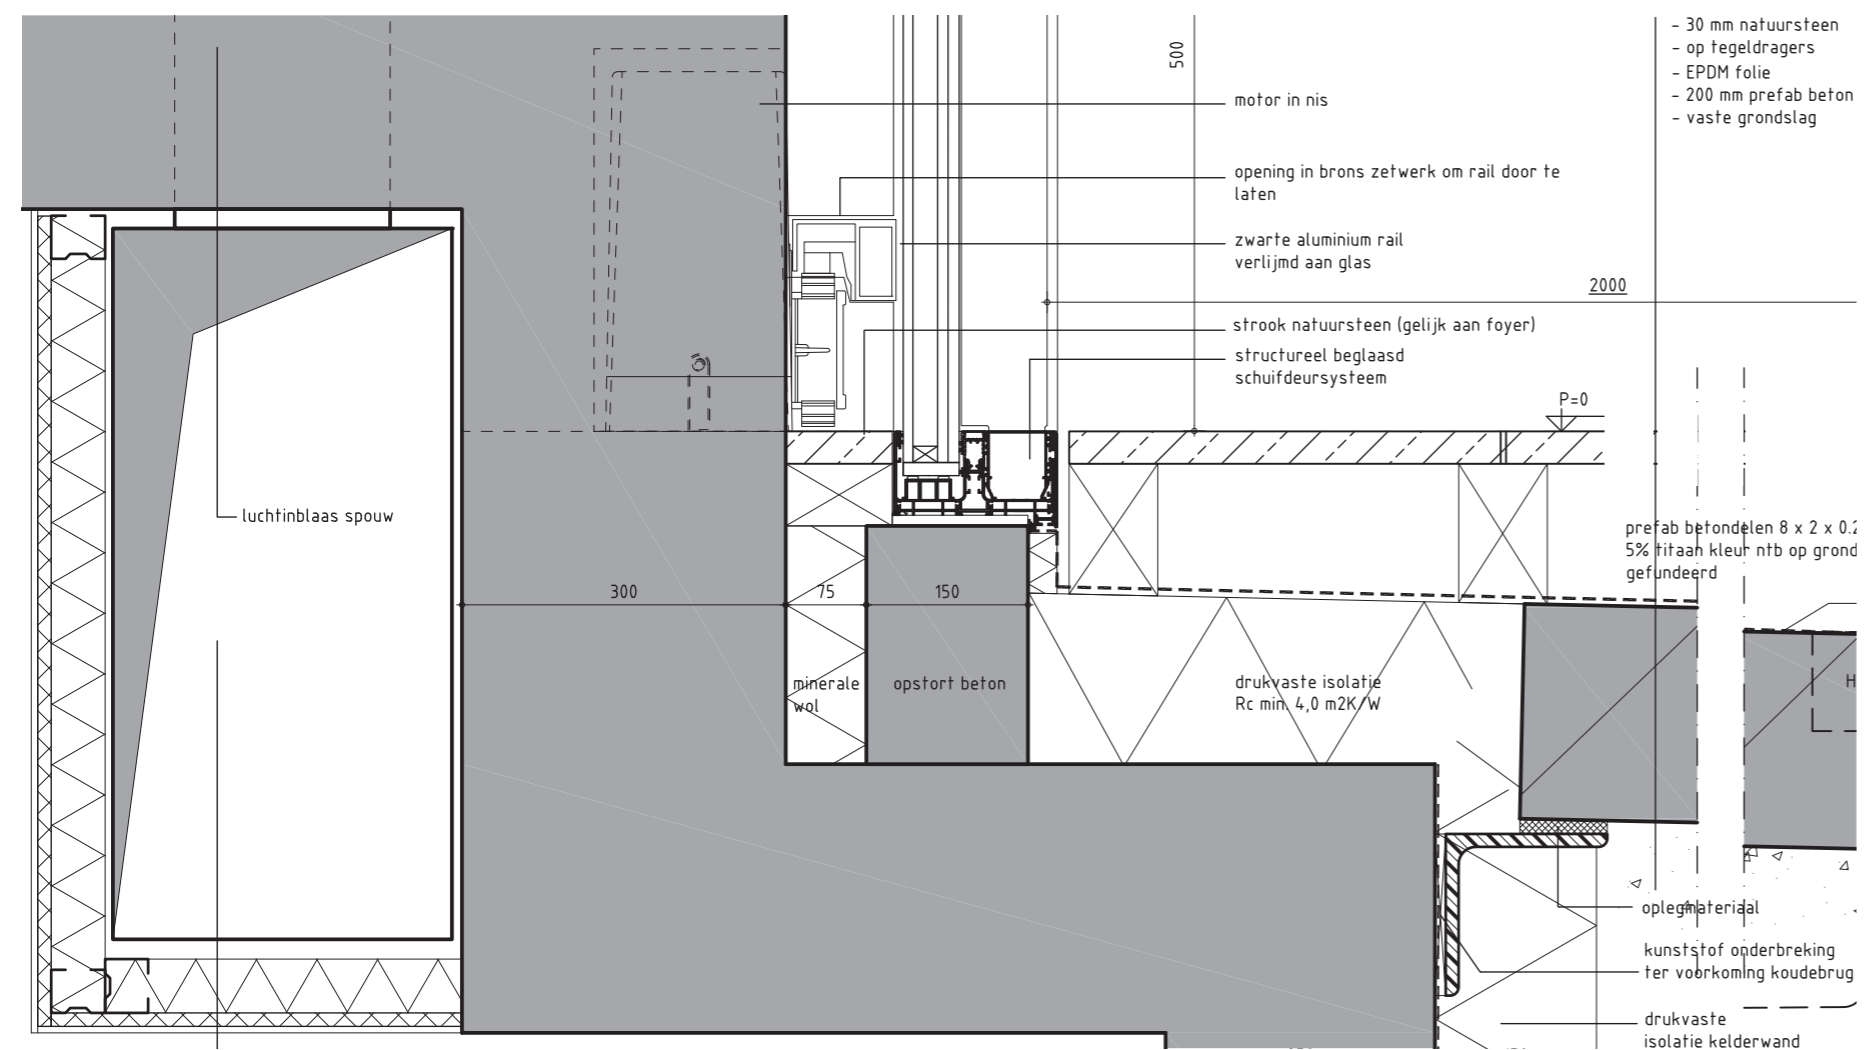 - 30 mm natuursteen
- op tegeldragers
- EPDM folie
- 200 mm prefab beton
- vaste grondslag
500
motor in nis
opening in brons zetwerk om rail door te
laten
zwarte aluminium rail
verlijmd aan glas
2000
strook natuursteen (gelijk aan foyer)
structureel beglaasd
schuifdeursysteem
P=0
luchtinblaas spouw
prefab betondelen 8 x 2 x 0.2
5% titaan kleur ntb op grond
gefundeerd
300
75
150
minerale
wol
opstort beton
drukvaste isolatie
Rc min. 4,0 m2K/W
H
oplegmateriaal
kunststof onderbreking
ter voorkoming koudebrug
drukvaste
isolatie kelderwand